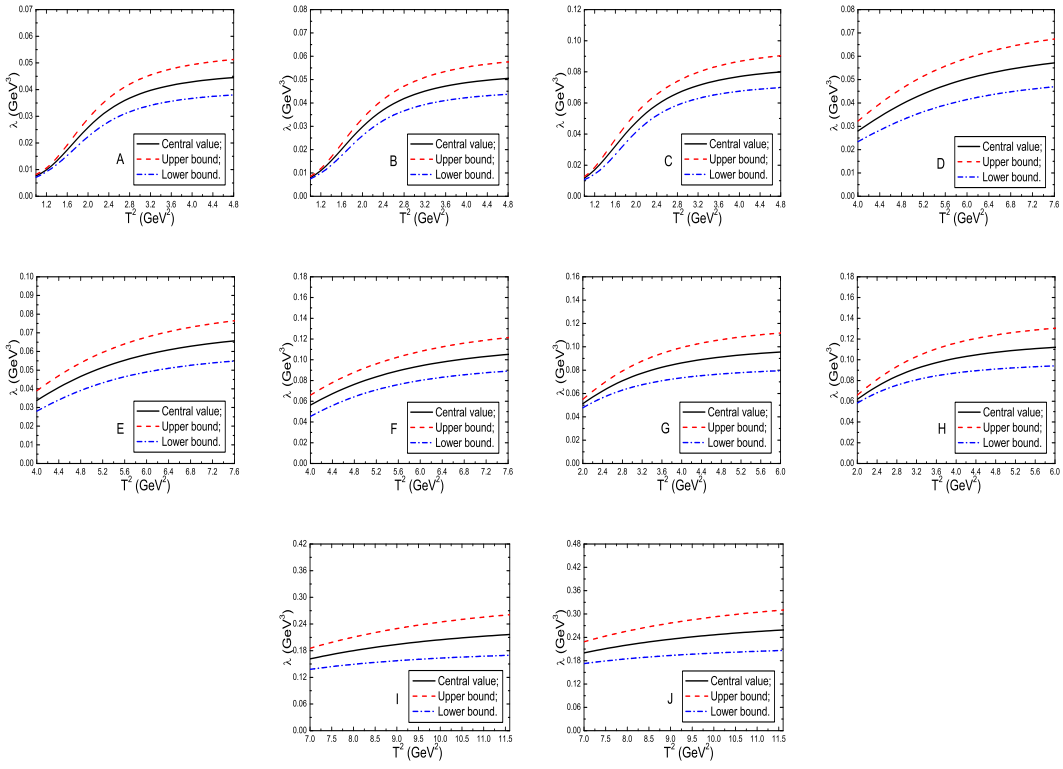 0.07
0.06
0.05
0.04
0.03
0.02
0.01
0.00
λ (GeV³)
A
Central value;
Upper bound;
Lower bound.
1.2 1.6 2.0 2.4 2.8 3.2 3.6 4.0 4.4 4.8
T² (GeV²)
0.08
0.07
0.06
0.05
0.04
0.03
0.02
0.01
0.00
λ (GeV³)
B
Central value;
Upper bound;
Lower bound.
1.2 1.6 2.0 2.4 2.8 3.2 3.6 4.0 4.4 4.8
T² (GeV²)
0.12
0.10
0.08
0.06
0.04
0.02
0.00
λ (GeV³)
C
Central value;
Upper bound;
Lower bound.
1.2 1.6 2.0 2.4 2.8 3.2 3.6 4.0 4.4 4.8
T² (GeV²)
0.08
0.07
0.06
0.05
0.04
0.03
0.02
0.01
0.00
λ (GeV³)
D
Central value;
Upper bound;
Lower bound.
4.0 4.4 4.8 5.2 5.6 6.0 6.4 6.8 7.2 7.6
T² (GeV²)
0.10
0.09
0.08
0.07
0.06
0.05
0.04
0.03
0.02
0.01
0.00
λ (GeV³)
E
Central value;
Upper bound;
Lower bound.
4.0 4.4 4.8 5.2 5.6 6.0 6.4 6.8 7.2 7.6
T² (GeV²)
0.18
0.16
0.14
0.12
0.10
0.08
0.06
0.04
0.02
0.00
λ (GeV³)
F
Central value;
Upper bound;
Lower bound.
4.0 4.4 4.8 5.2 5.6 6.0 6.4 6.8 7.2 7.6
T² (GeV²)
0.16
0.14
0.12
0.10
0.08
0.06
0.04
0.02
0.00
λ (GeV³)
G
Central value;
Upper bound;
Lower bound.
2.0 2.4 2.8 3.2 3.6 4.0 4.4 4.8 5.2 5.6 6.0
T² (GeV²)
0.18
0.16
0.14
0.12
0.10
0.08
0.06
0.04
0.02
0.00
λ (GeV³)
H
Central value;
Upper bound;
Lower bound.
2.0 2.4 2.8 3.2 3.6 4.0 4.4 4.8 5.2 5.6 6.0
T² (GeV²)
0.42
0.36
0.30
0.24
0.18
0.12
0.06
0.00
λ (GeV³)
I
Central value;
Upper bound;
Lower bound.
7.0 7.5 8.0 8.5 9.0 9.5 10.0 10.5 11.0 11.5
T² (GeV²)
0.48
0.42
0.36
0.30
0.24
0.18
0.12
0.06
0.00
λ (GeV³)
J
Central value;
Upper bound;
Lower bound.
7.0 7.5 8.0 8.5 9.0 9.5 10.0 10.5 11.0 11.5
T² (GeV²)